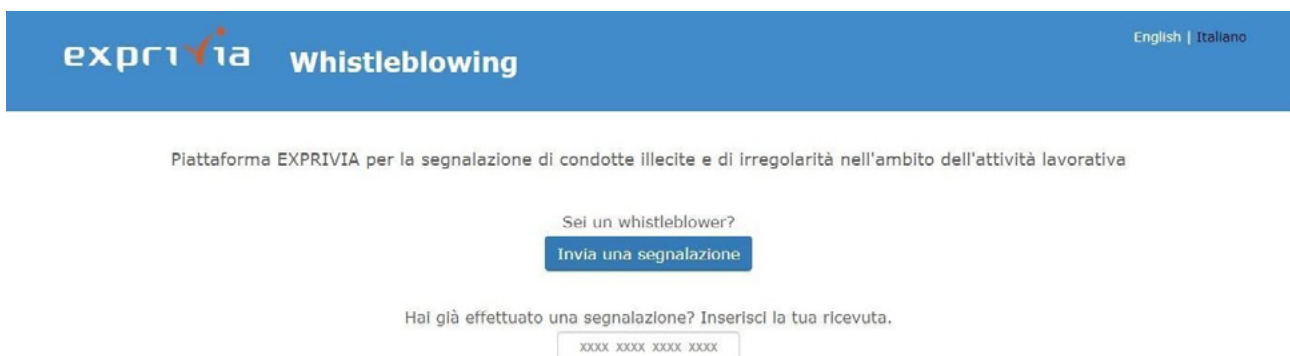 exprivia Whistleblowing
English | Italiano
Piattaforma EXPRIVIA per la segnalazione di condotte illecite e di irregolarità nell'ambito dell'attività lavorativa
Sei un whistleblower?
Invia una segnalazione
Hai già effettuato una segnalazione? Inserisci la tua ricevuta.
xxxx xxxx xxxx xxxx